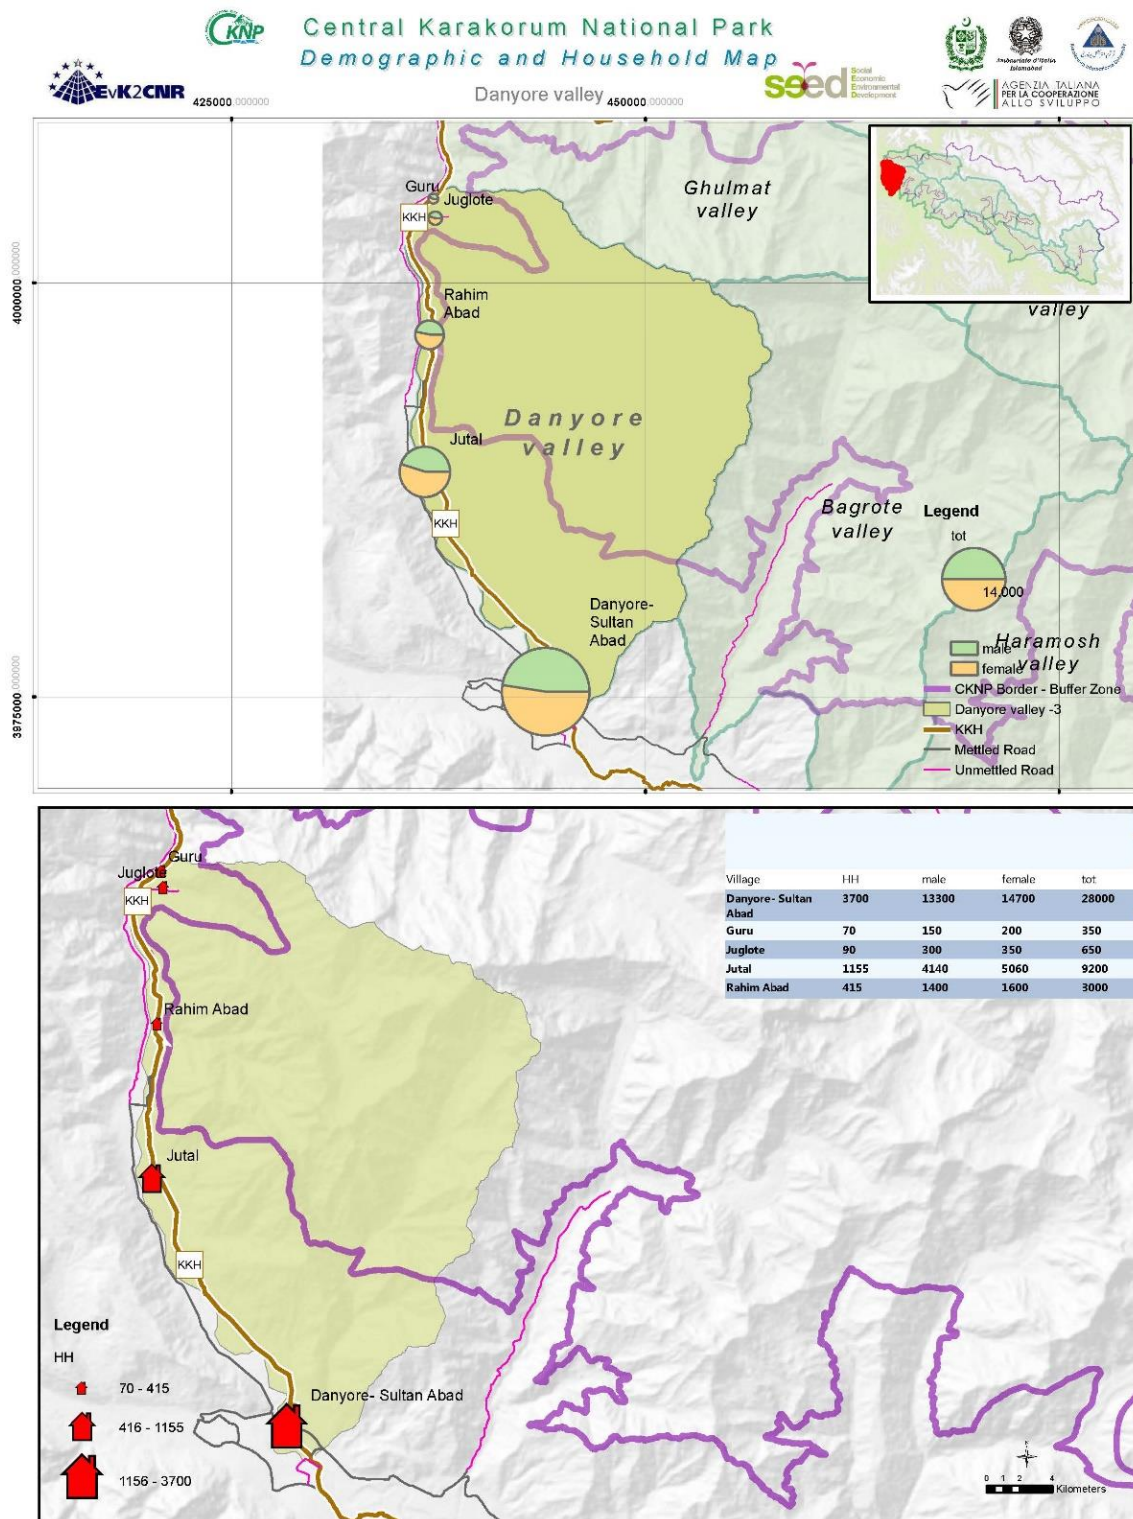 CKNP
Central Karakorum National Park
Demographic and Household Map
EvK2CNR
seed
Social
Economic
Environmental
Development
Ambasciata d'Italia
Islamabad
AGENZIA ITALIANA
PER LA COOPERAZIONE
ALLO SVILUPPO
Danyore valley
425000.000000
450000.000000
4000000.000000
3975000.000000
Guru
Juglote
KKH
Ghulmat
valley
valley
Rahim
Abad
Danyore
valley
Jutal
KKH
Bagrote
valley
Danyore-
Sultan
Abad
Haramosh
valley
Legend
tot
14,000
male
female
CKNP Border - Buffer Zone
Danyore valley -3
KKH
Mettled Road
Unmettled Road
Guru
Juglote
KKH
Rahim Abad
Jutal
KKH
Danyore- Sultan Abad
Village HH male female tot
Danyore- Sultan Abad 3700 13300 14700 28000
Guru 70 150 200 350
Juglote 90 300 350 650
Jutal 1155 4140 5060 9200
Rahim Abad 415 1400 1600 3000
Legend
HH
70 - 415
416 - 1155
1156 - 3700
N
0 1 2 4
Kilometers